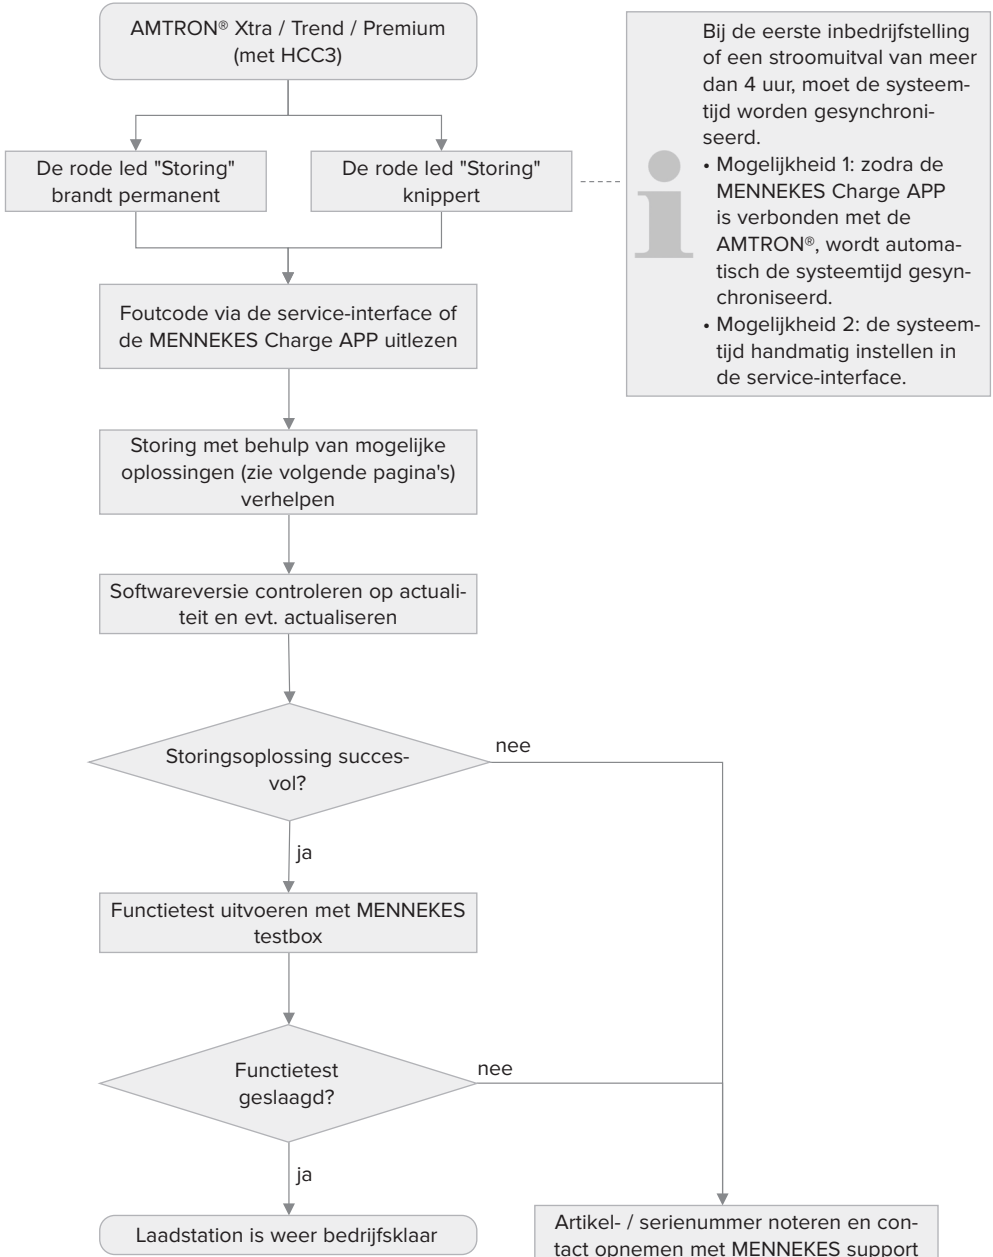 AMTRON® Xtra / Trend / Premium
(met HCC3)
De rode led "Storing"
brandt permanent
De rode led "Storing"
knippert
Bij de eerste inbedrijfstelling
of een stroomuitval van meer
dan 4 uur, moet de systeem-
tijd worden gesynchroni-
seerd.
• Mogelijkheid 1: zodra de
MENNEKES Charge APP
is verbonden met de
AMTRON®, wordt automa-
tisch de systeemtijd gesyn-
chroniseerd.
• Mogelijkheid 2: de systeem-
tijd handmatig instellen in
de service-interface.
Foutcode via de service-interface of
de MENNEKES Charge APP uitlezen
Storing met behulp van mogelijke
oplossingen (zie volgende pagina's)
verhelpen
Softwareversie controleren op actuali-
teit en evt. actualiseren
Storingsoplossing succes-
vol?
nee
ja
Functietest uitvoeren met MENNEKES
testbox
Functietest
geslaagd?
nee
ja
Laadstation is weer bedrijfsklaar
Artikel- / serienummer noteren en con-
tact opnemen met MENNEKES support